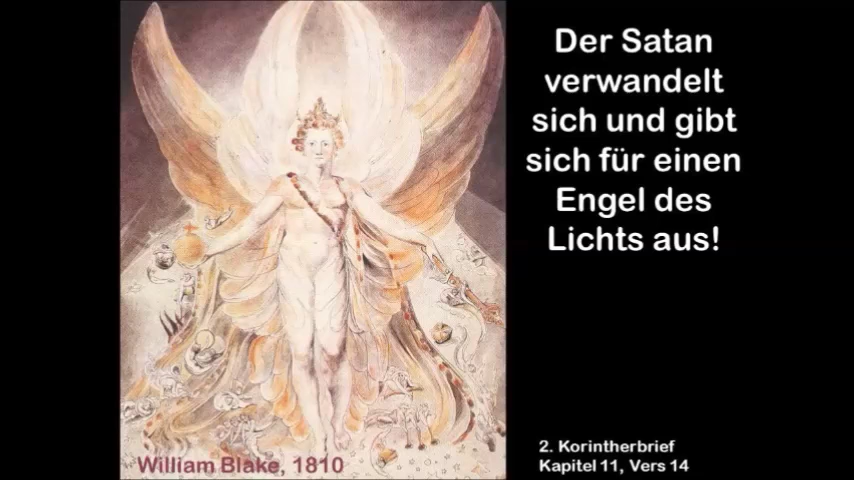 Der Satan
verwandelt
sich und gibt
sich für einen
Engel des
Lichts aus!
William Blake, 1810
2. Korintherbrief
Kapitel 11, Vers 14